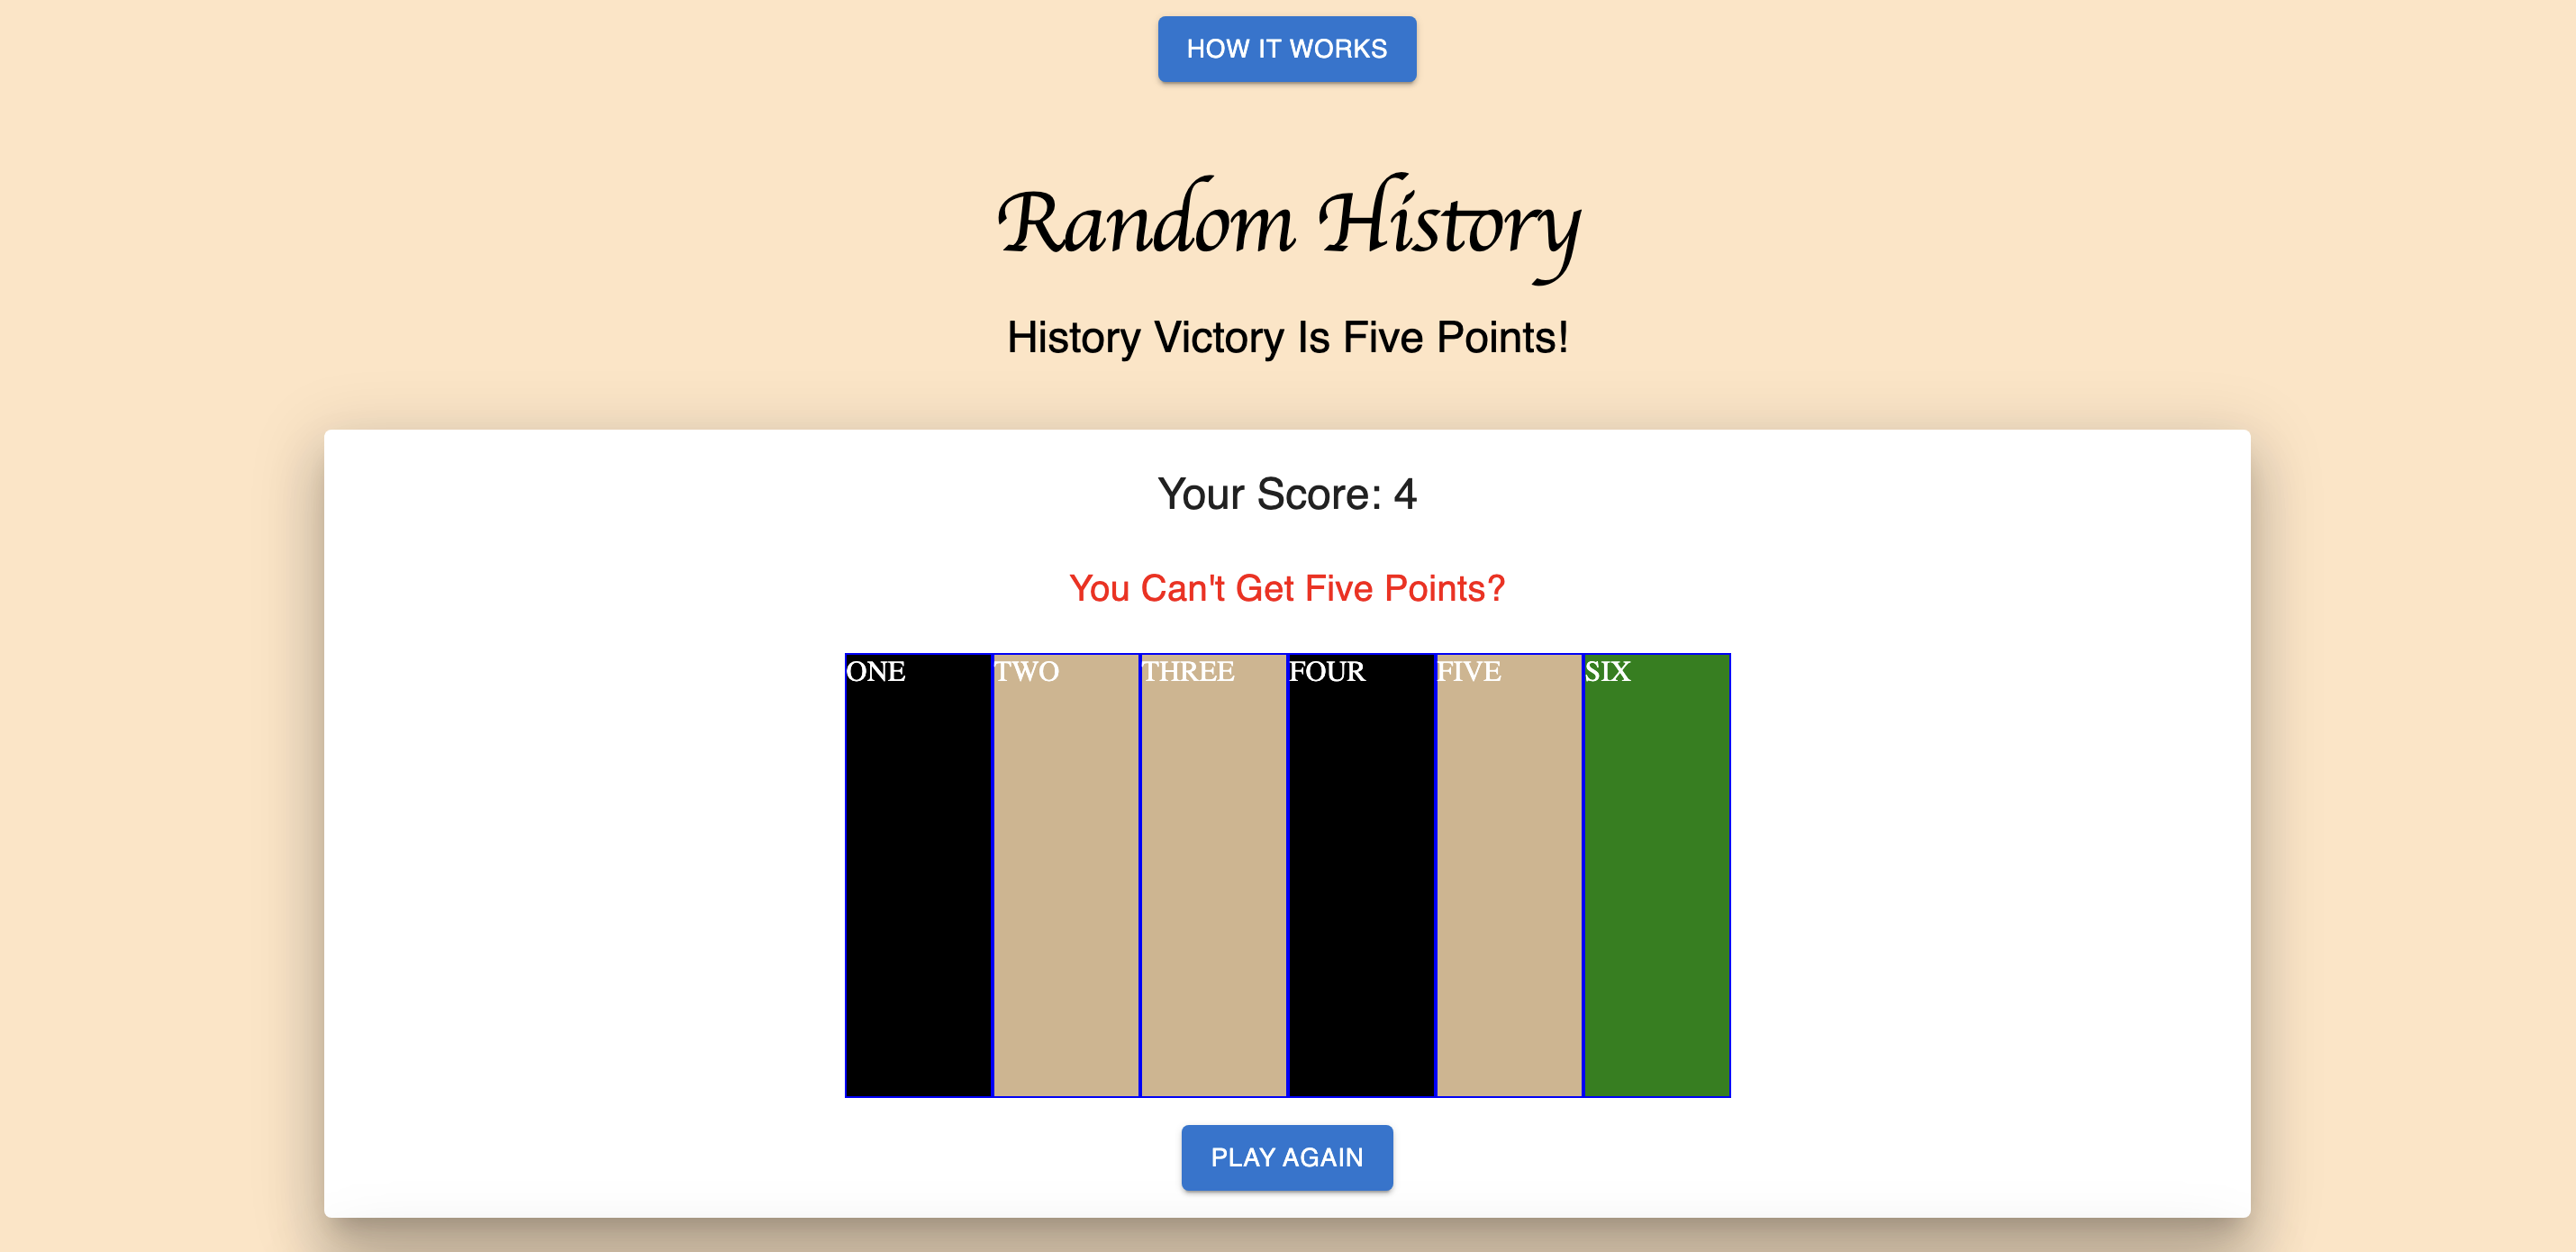 HOW IT WORKS
Random History
History Victory Is Five Points!
Your Score: 4
You Can't Get Five Points?
ONE TWO THREE FOUR FIVE SIX
PLAY AGAIN